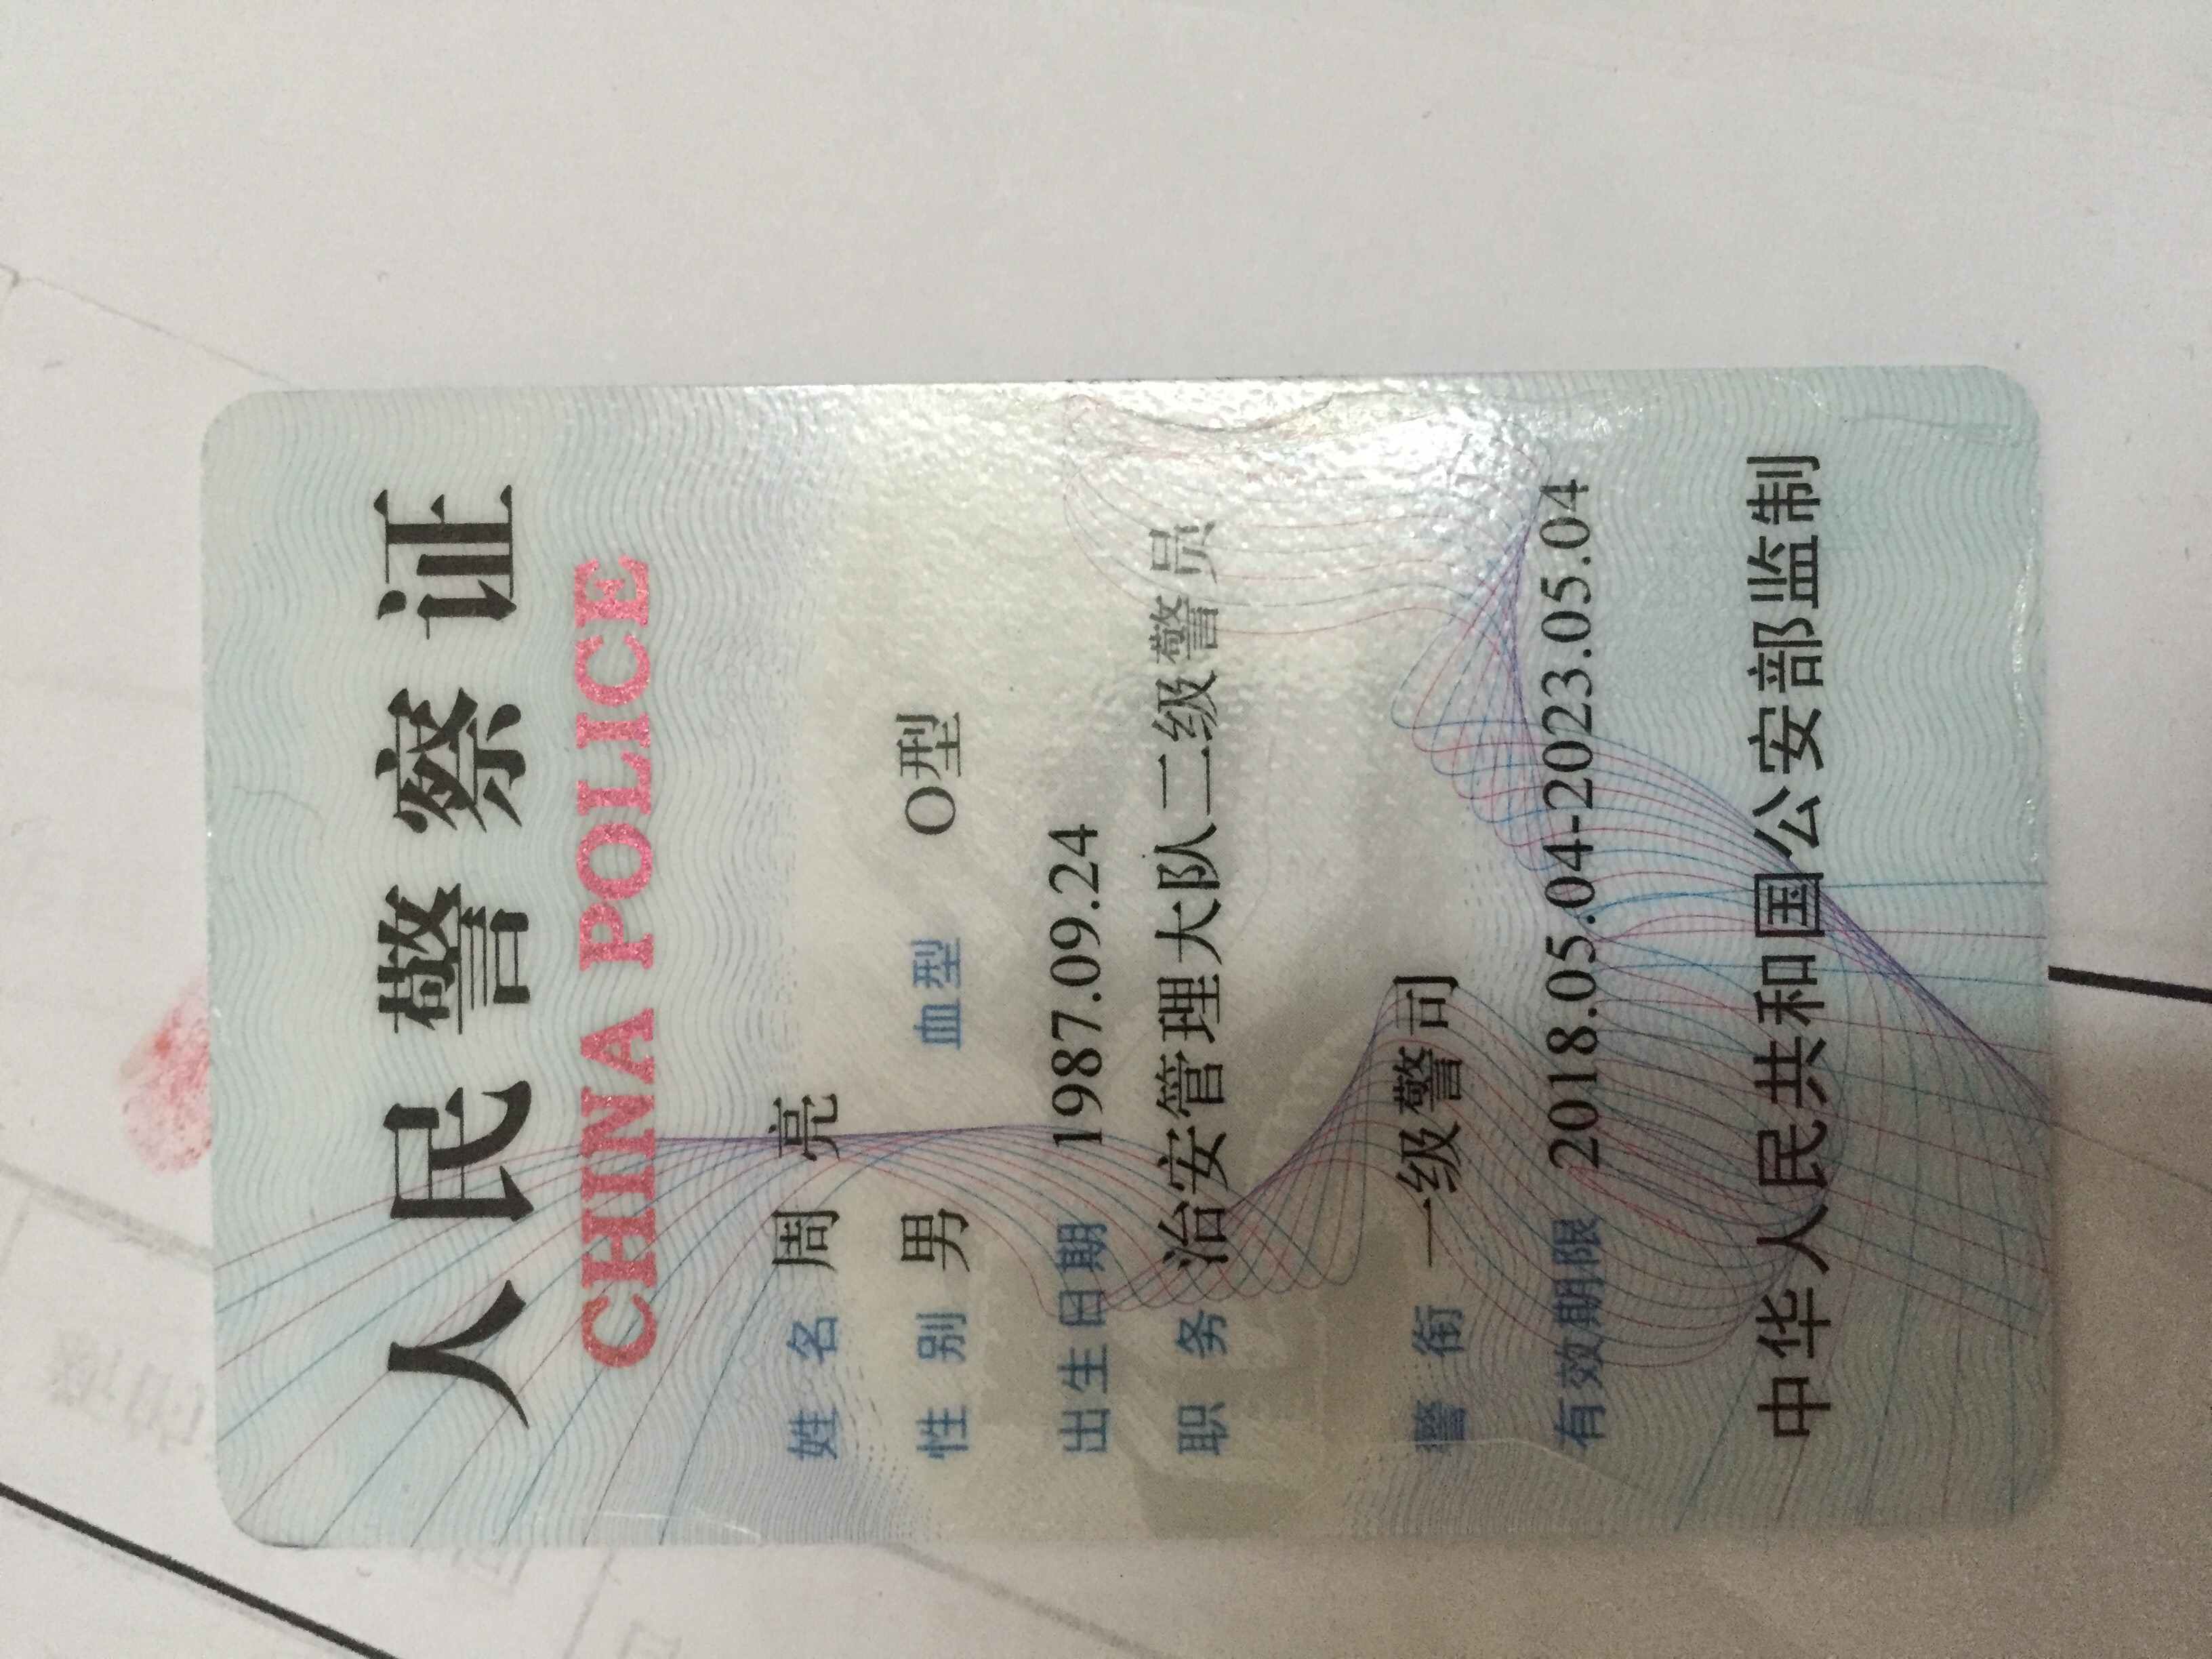 人民警察证
CHINA POLICE
姓 名 周 亮
性 别 男 血型 O型
出生日期 1987.09.24
职 务 治安管理大队二级警员
警 衔 一级警司
有效期限 2018.05.04-2023.05.04
中华人民共和国公安部监制